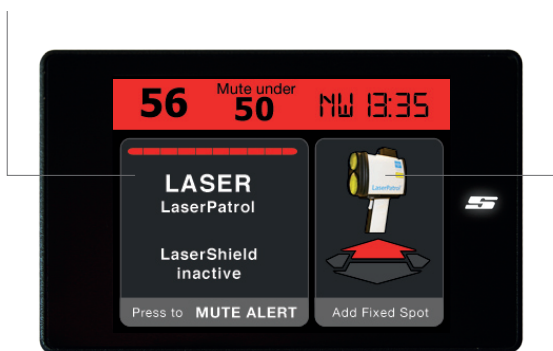 56 Mute under 50 NW 13:35
LASER
LaserPatrol
LaserShield
inactive
Press to MUTE ALERT
LaserPatrol
Add Fixed Spot
S